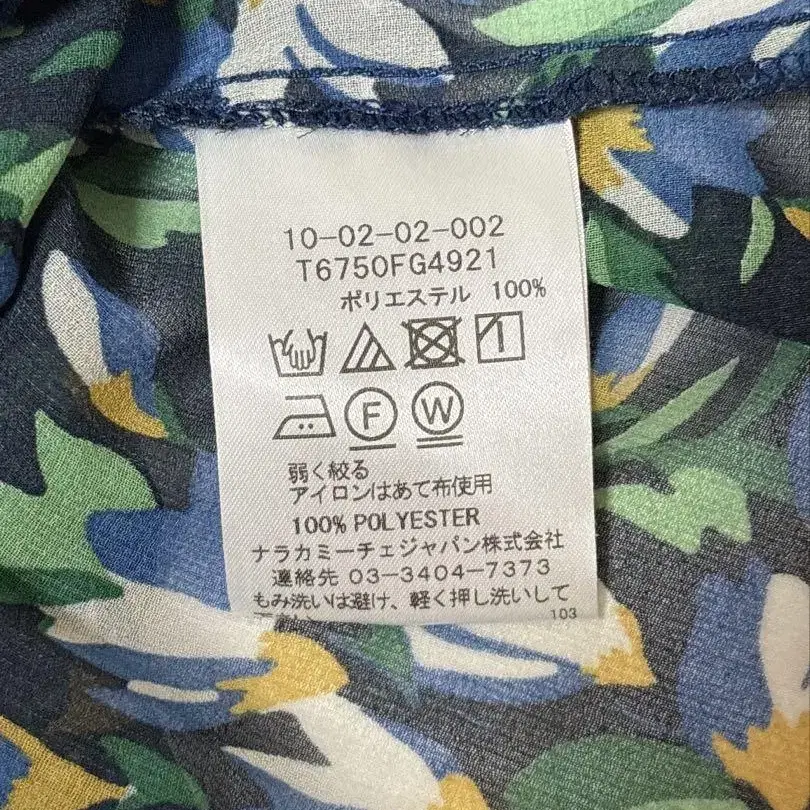 10-02-02-002
T6750FG4921
ポリエステル 100%
F W
弱く絞る
アイロンはあて布使用
100% POLYESTER
ナラカミーチェジャパン株式会社
連絡先 03-3404-7373
もみ洗いは避け、軽く押し洗いして
103